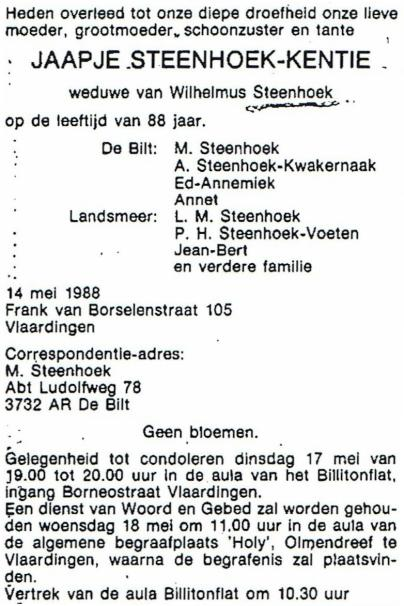 Heden overleed tot onze diepe droefheid onze lieve
moeder, grootmoeder, schoonzuster en tante
JAAPJE STEENHOEK-KENTIE
weduwe van Wilhelmus Steenhoek
op de leeftijd van 88 jaar.
De Bilt: M. Steenhoek
A. Steenhoek-Kwakernaak
Ed-Annemiek
Annet
Landsmeer: L. M. Steenhoek
P. H. Steenhoek-Voeten
Jean-Bert
en verdere familie
14 mei 1988
Frank van Borselenstraat 105
Vlaardingen
Correspondentie-adres:
M. Steenhoek
Abt Ludolfweg 78
3732 AR De Bilt
Geen bloemen.
Gelegenheid tot condoleren dinsdag 17 mei van
19.00 tot 20.00 uur in de aula van het Billitonflat,
ingang Borneostraat Vlaardingen.
Een dienst van Woord en Gebed zal worden gehou-
den woensdag 18 mei om 11.00 uur in de aula van
de algemene begraafplaats 'Holy', Olmendreef te
Vlaardingen, waarna de begrafenis zal plaatsvin-
den.
Vertrek van de aula Billitonflat om 10.30 uur